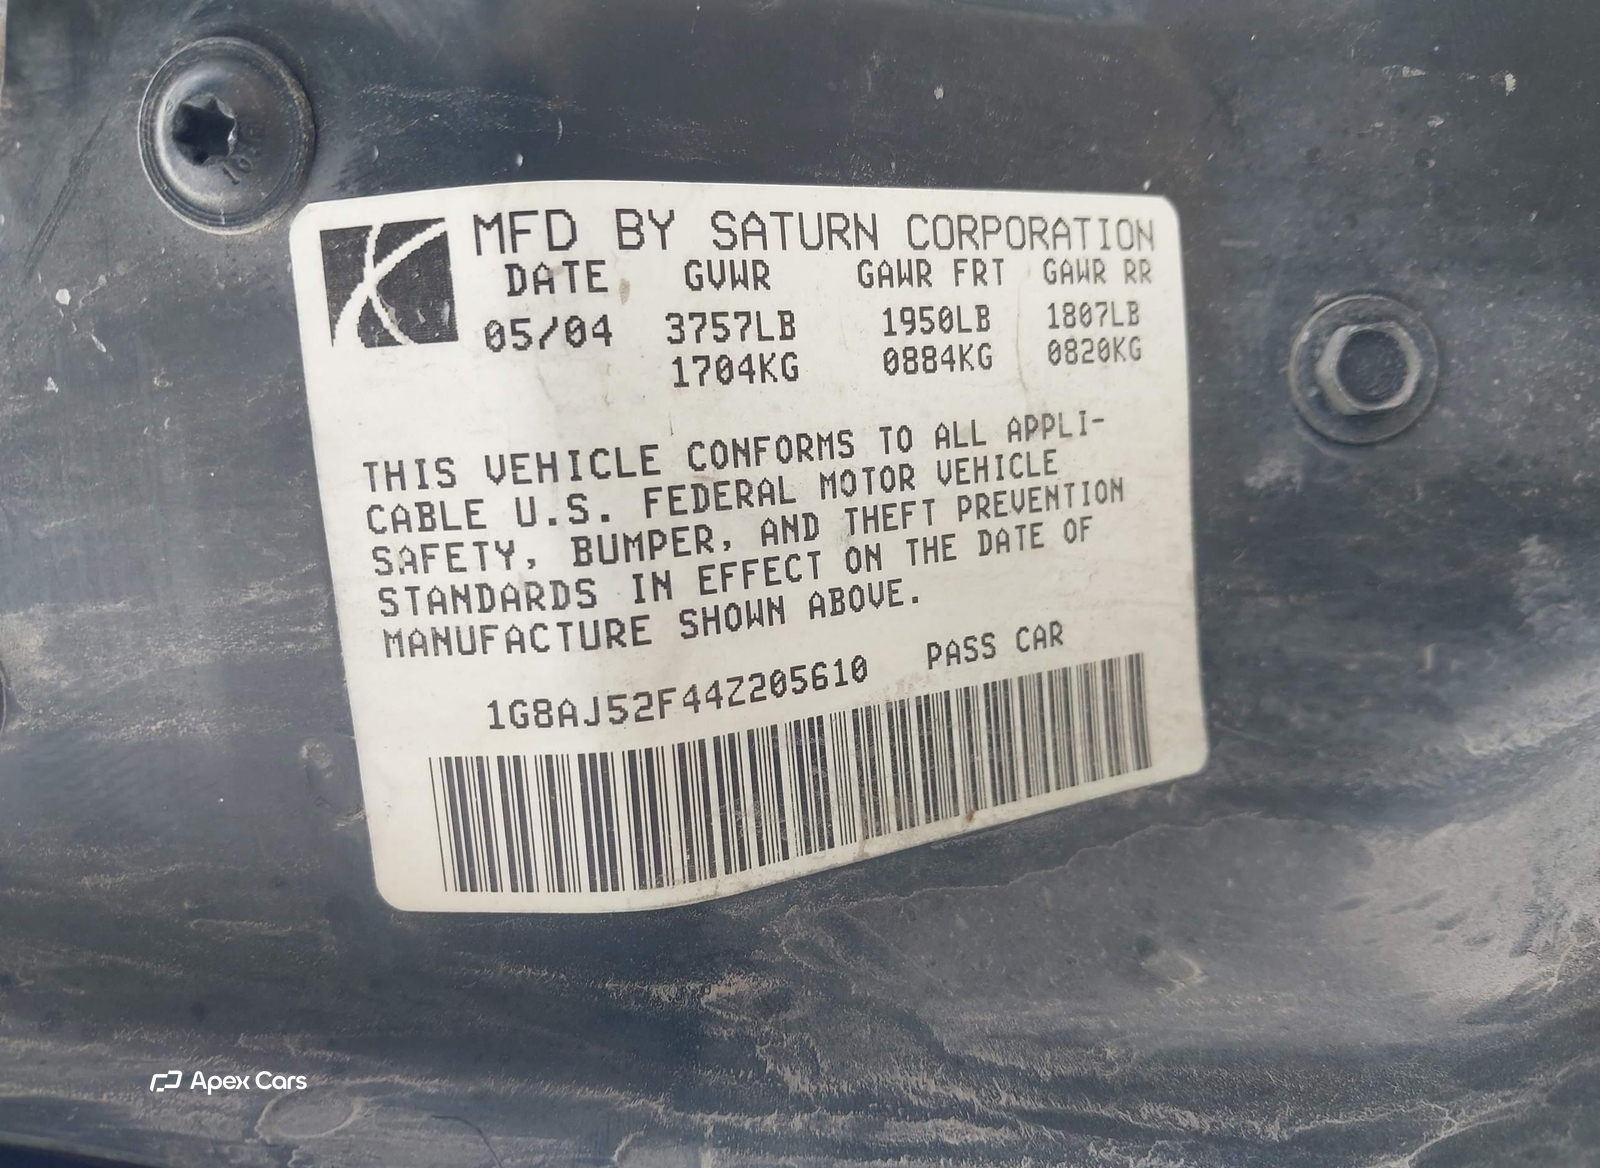 MFD BY SATURN CORPORATION
DATE GVWR GAWR FRT GAWR RR
05/04 3757LB 1950LB 1807LB
1704KG 0884KG 0820KG
THIS VEHICLE CONFORMS TO ALL APPLI-
CABLE U.S. FEDERAL MOTOR VEHICLE
SAFETY, BUMPER, AND THEFT PREVENTION
STANDARDS IN EFFECT ON THE DATE OF
MANUFACTURE SHOWN ABOVE.
1G8AJ52F44Z205610 PASS CAR
Apex Cars